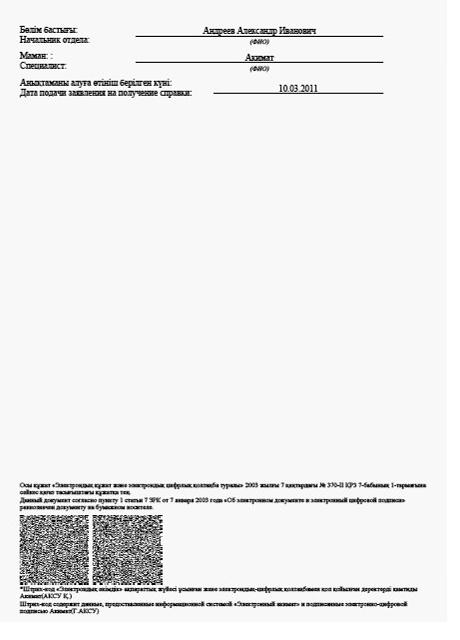 Бөлім бастығы:
Начальник отдела:
Андреев Александр Иванович
(ФИО)
Маман: :
Специалист:
Акимат
(ФИО)
Анықтаманы алуға өтініш берілген күні:
Дата подачи заявления на получение справки:
10.03.2011
Осы құжат «Электрондық құжат және электрондық цифрлық қолтаңба туралы» 2003 жылғы 7 қаңтардағы № 370-II ҚРЗ 7-бабының 1-тармағына
сәйкес қағаз тасығыштағы құжатқа тең.
Данный документ согласно пункту 1 статьи 7 ЗРК от 7 января 2003 года «Об электронном документе и электронной цифровой подписи»
равнозначен документу на бумажном носителе.
*Штрих-код «Электрондық әкімдік» ақпараттық жүйесі ұсынған және электрондық-цифрлық қолтаңбамен қол қойылған деректерді қамтиды
Акимат(АКСУ Қ.)
Штрих-код содержит данные, предоставленные информационной системой «Электронный акимат» и подписанные электронно-цифровой
подписью Акимат(Г.АКСУ)